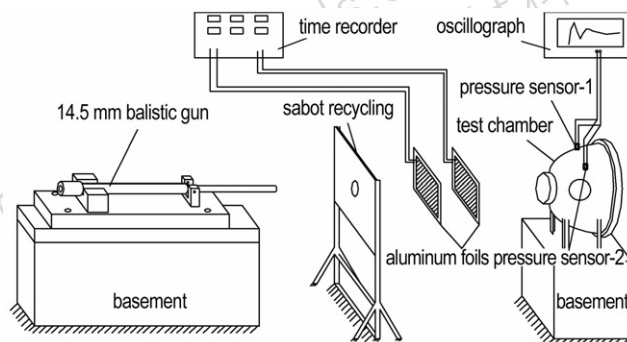 time recorder
oscillograph
pressure sensor-1
test chamber
sabot recycling
14.5 mm balistic gun
aluminum foils pressure sensor-2
basement
basement